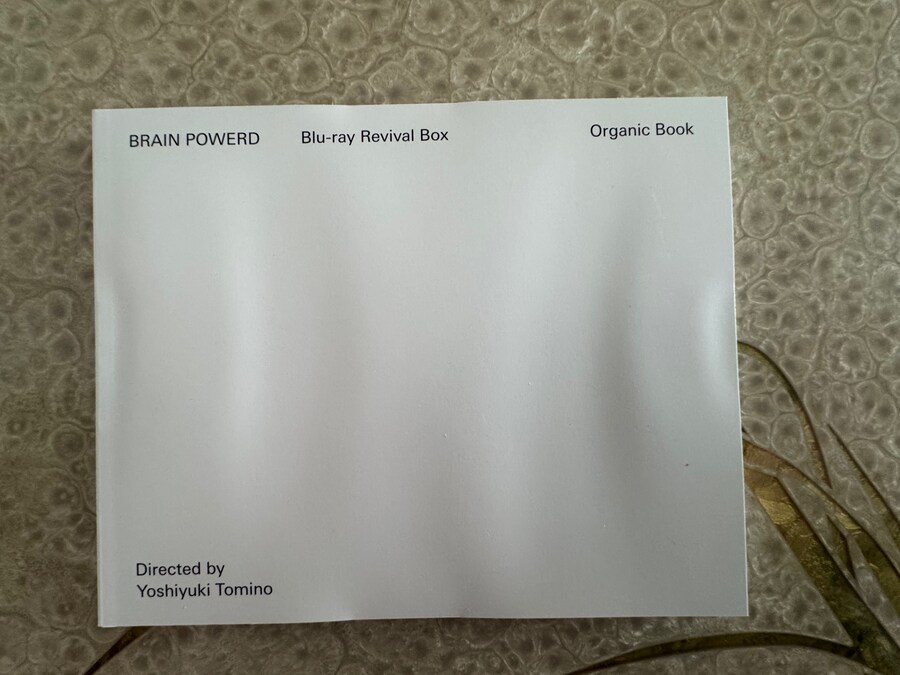 BRAIN POWERD
Blu-ray Revival Box
Organic Book
Directed by
Yoshiyuki Tomino